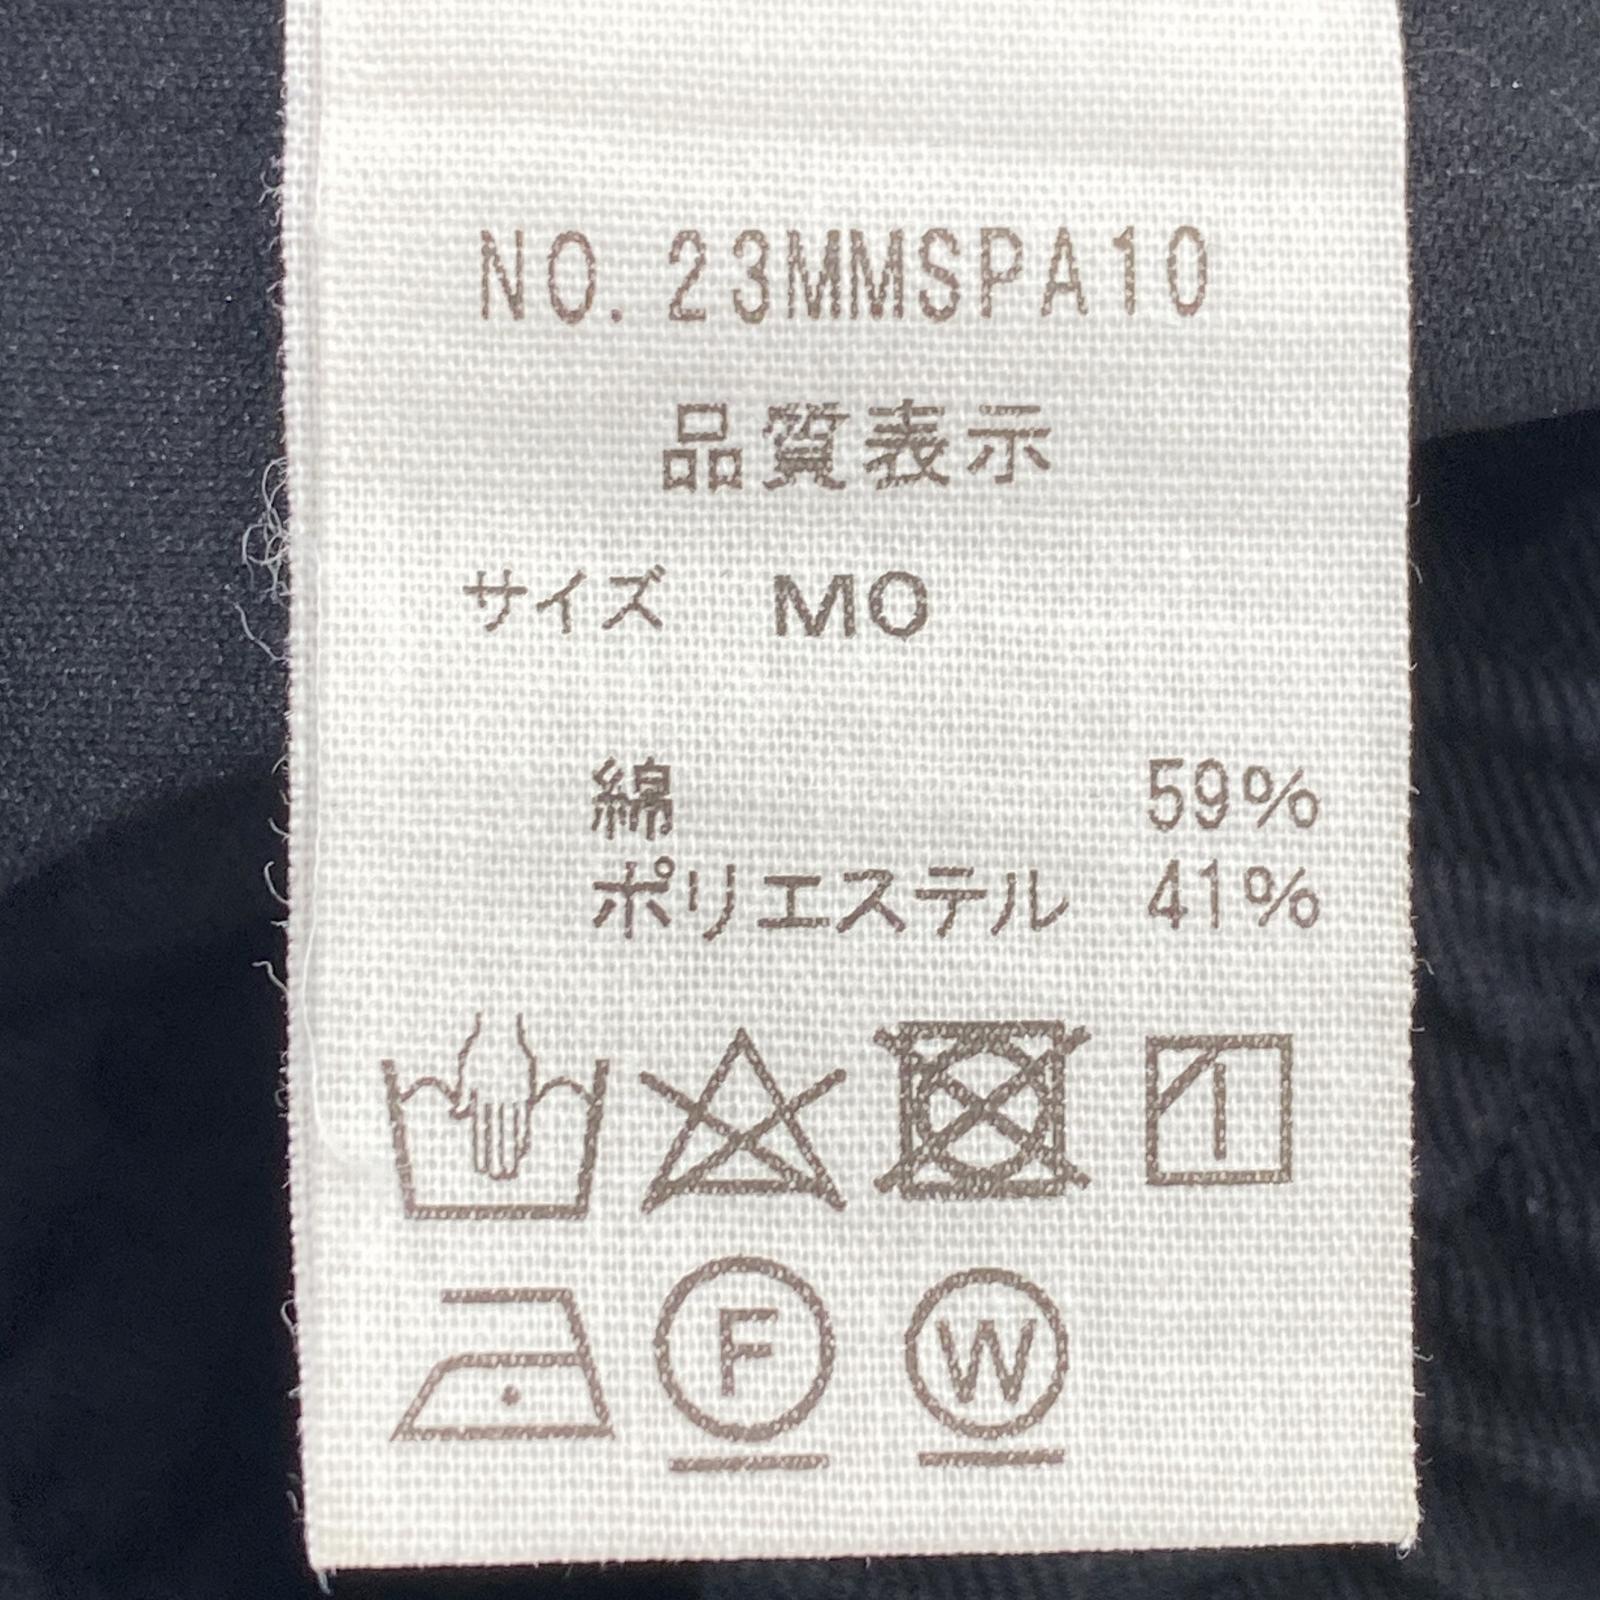 NO.23MMSPA10
品質表示
サイズ MO
綿 59%
ポリエステル 41%
F W